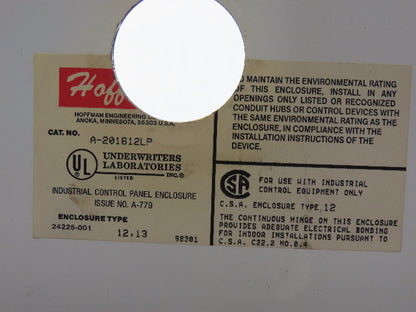 Hoff
HOFFMAN ENGINEERING CO
ANOKA, MINNESOTA, 55303 U.S.A.
CAT. NO. A-201612LP
UL
UNDERWRITERS
LABORATORIES
INC.®
LISTED
INDUSTRIAL CONTROL PANEL ENCLOSURE
ISSUE NO. A-779
ENCLOSURE TYPE
24225-001 12,13 98301
MAINTAIN THE ENVIRONMENTAL RATING
OF THIS ENCLOSURE, INSTALL IN ANY
OPENINGS ONLY LISTED OR RECOGNIZED
CONDUIT HUBS OR CONTROL DEVICES WITH
THE SAME ENVIRONMENTAL RATING AS THE
ENCLOSURE, IN COMPLIANCE WITH THE
INSTALLATION INSTRUCTIONS OF THE
DEVICE.
FOR USE WITH INDUSTRIAL
CONTROL EQUIPMENT ONLY
C.S.A. ENCLOSURE TYPE, 12
THE CONTINUOUS HINGE ON THIS ENCLOSURE
PROVIDES ADEQUATE ELECTRICAL BONDING
FOR INDOOR INSTALLATIONS PURSUANT TO
C.S.A. C22.2 NO.0.4